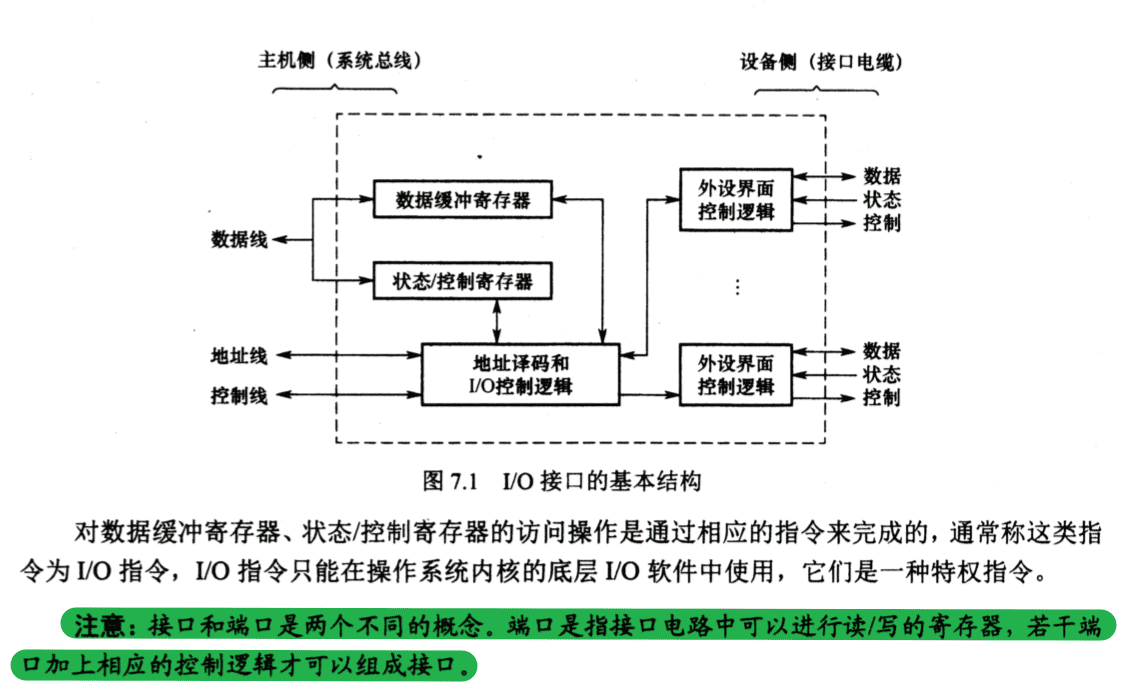 主机侧（系统总线）
设备侧（接口电缆）
数据缓冲寄存器
外设界面
控制逻辑
数据
状态
控制
数据线
状态/控制寄存器
地址线
控制线
地址译码和
I/O控制逻辑
外设界面
控制逻辑
数据
状态
控制
图 7.1 I/O 接口的基本结构
对数据缓冲寄存器、状态/控制寄存器的访问操作是通过相应的指令来完成的，通常称这类指
令为 I/O 指令，I/O 指令只能在操作系统内核的底层 I/O 软件中使用，它们是一种特权指令。
注意：接口和端口是两个不同的概念。端口是指接口电路中可以进行读/写的寄存器，若干端
口加上相应的控制逻辑才可以组成接口。